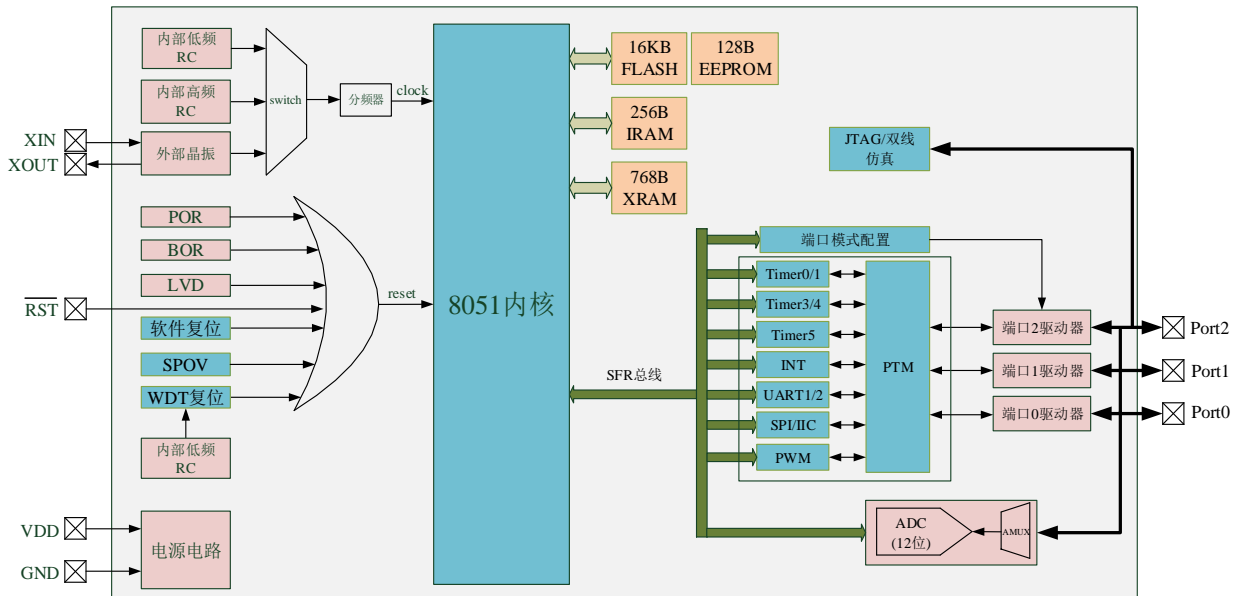 内部低频
RC
内部高频
RC
外部晶振
XIN
XOUT
switch
分频器
clock
POR
BOR
LVD
RST
软件复位
SPOV
WDT复位
内部低频
RC
reset
VDD
GND
电源电路
8051内核
16KB
FLASH
128B
EEPROM
256B
IRAM
768B
XRAM
JTAG/双线
仿真
SFR总线
端口模式配置
Timer0/1
Timer3/4
Timer5
INT
UART1/2
SPI/IIC
PWM
PTM
端口2驱动器
端口1驱动器
端口0驱动器
Port2
Port1
Port0
ADC
(12位)
AMUX